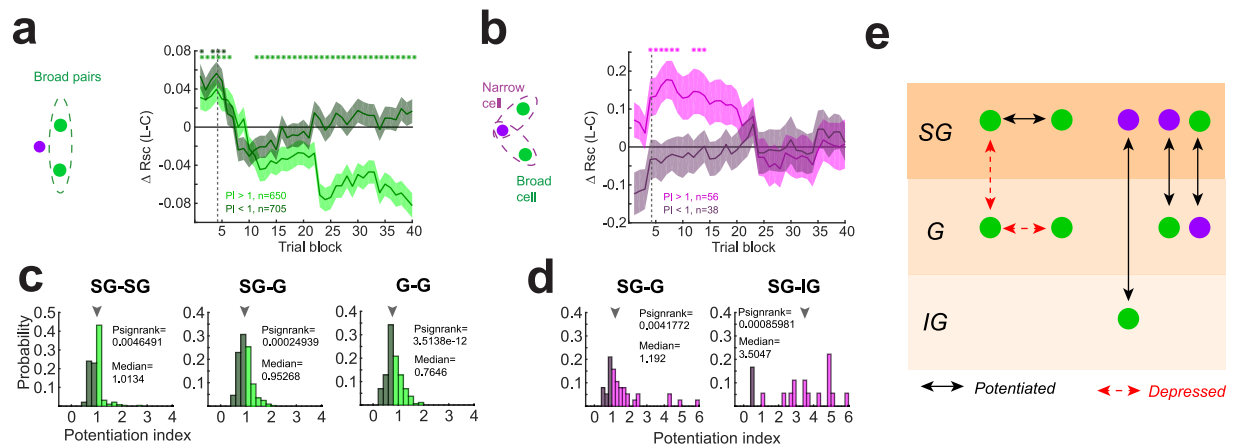 a
Broad pairs
Δ Rsc (L-C)
0.08
0.04
0
-0.04
-0.08
PI > 1, n=650
PI < 1, n=705
5 10 15 20 25 30 35 40
Trial block
b
Narrow
cell
Broad
cell
Δ Rsc (L-C)
0.2
0.1
0
-0.1
-0.2
PI > 1, n=56
PI < 1, n=38
5 10 15 20 25 30 35 40
Trial block
c
SG-SG
Probability
0.5
0.4
0.3
0.2
0.1
Psignrank=
0.0046491
Median=
1.0134
0 1 2 3 4
SG-G
0.4
0.3
0.2
0.1
Psignrank=
0.00024939
Median=
0.95268
0 1 2 3 4
G-G
0.4
0.3
0.2
0.1
Psignrank=
3.5138e-12
Median=
0.7646
0 1 2 3 4
Potentiation index
d
SG-G
0.4
0.3
0.2
0.1
Psignrank=
0.0041772
Median=
1.192
0 1 2 3 4 5 6
Potentiation index
SG-IG
0.4
0.3
0.2
0.1
Psignrank=
0.00085981
Median=
3.5047
0 1 2 3 4 5 6
Potentiation index
e
SG
G
IG
Potentiated
Depressed